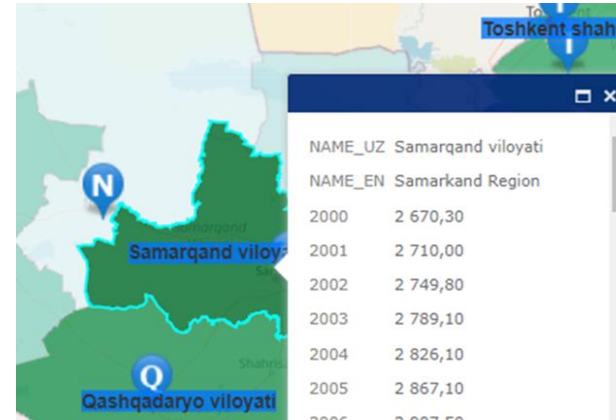 Toshkent shah
N
Samarqand viloya
Q
Qashqadaryo viloyati
NAME_UZ Samarqand viloyati
NAME_EN Samarkand Region
2000 2 670,30
2001 2 710,00
2002 2 749,80
2003 2 789,10
2004 2 826,10
2005 2 867,10